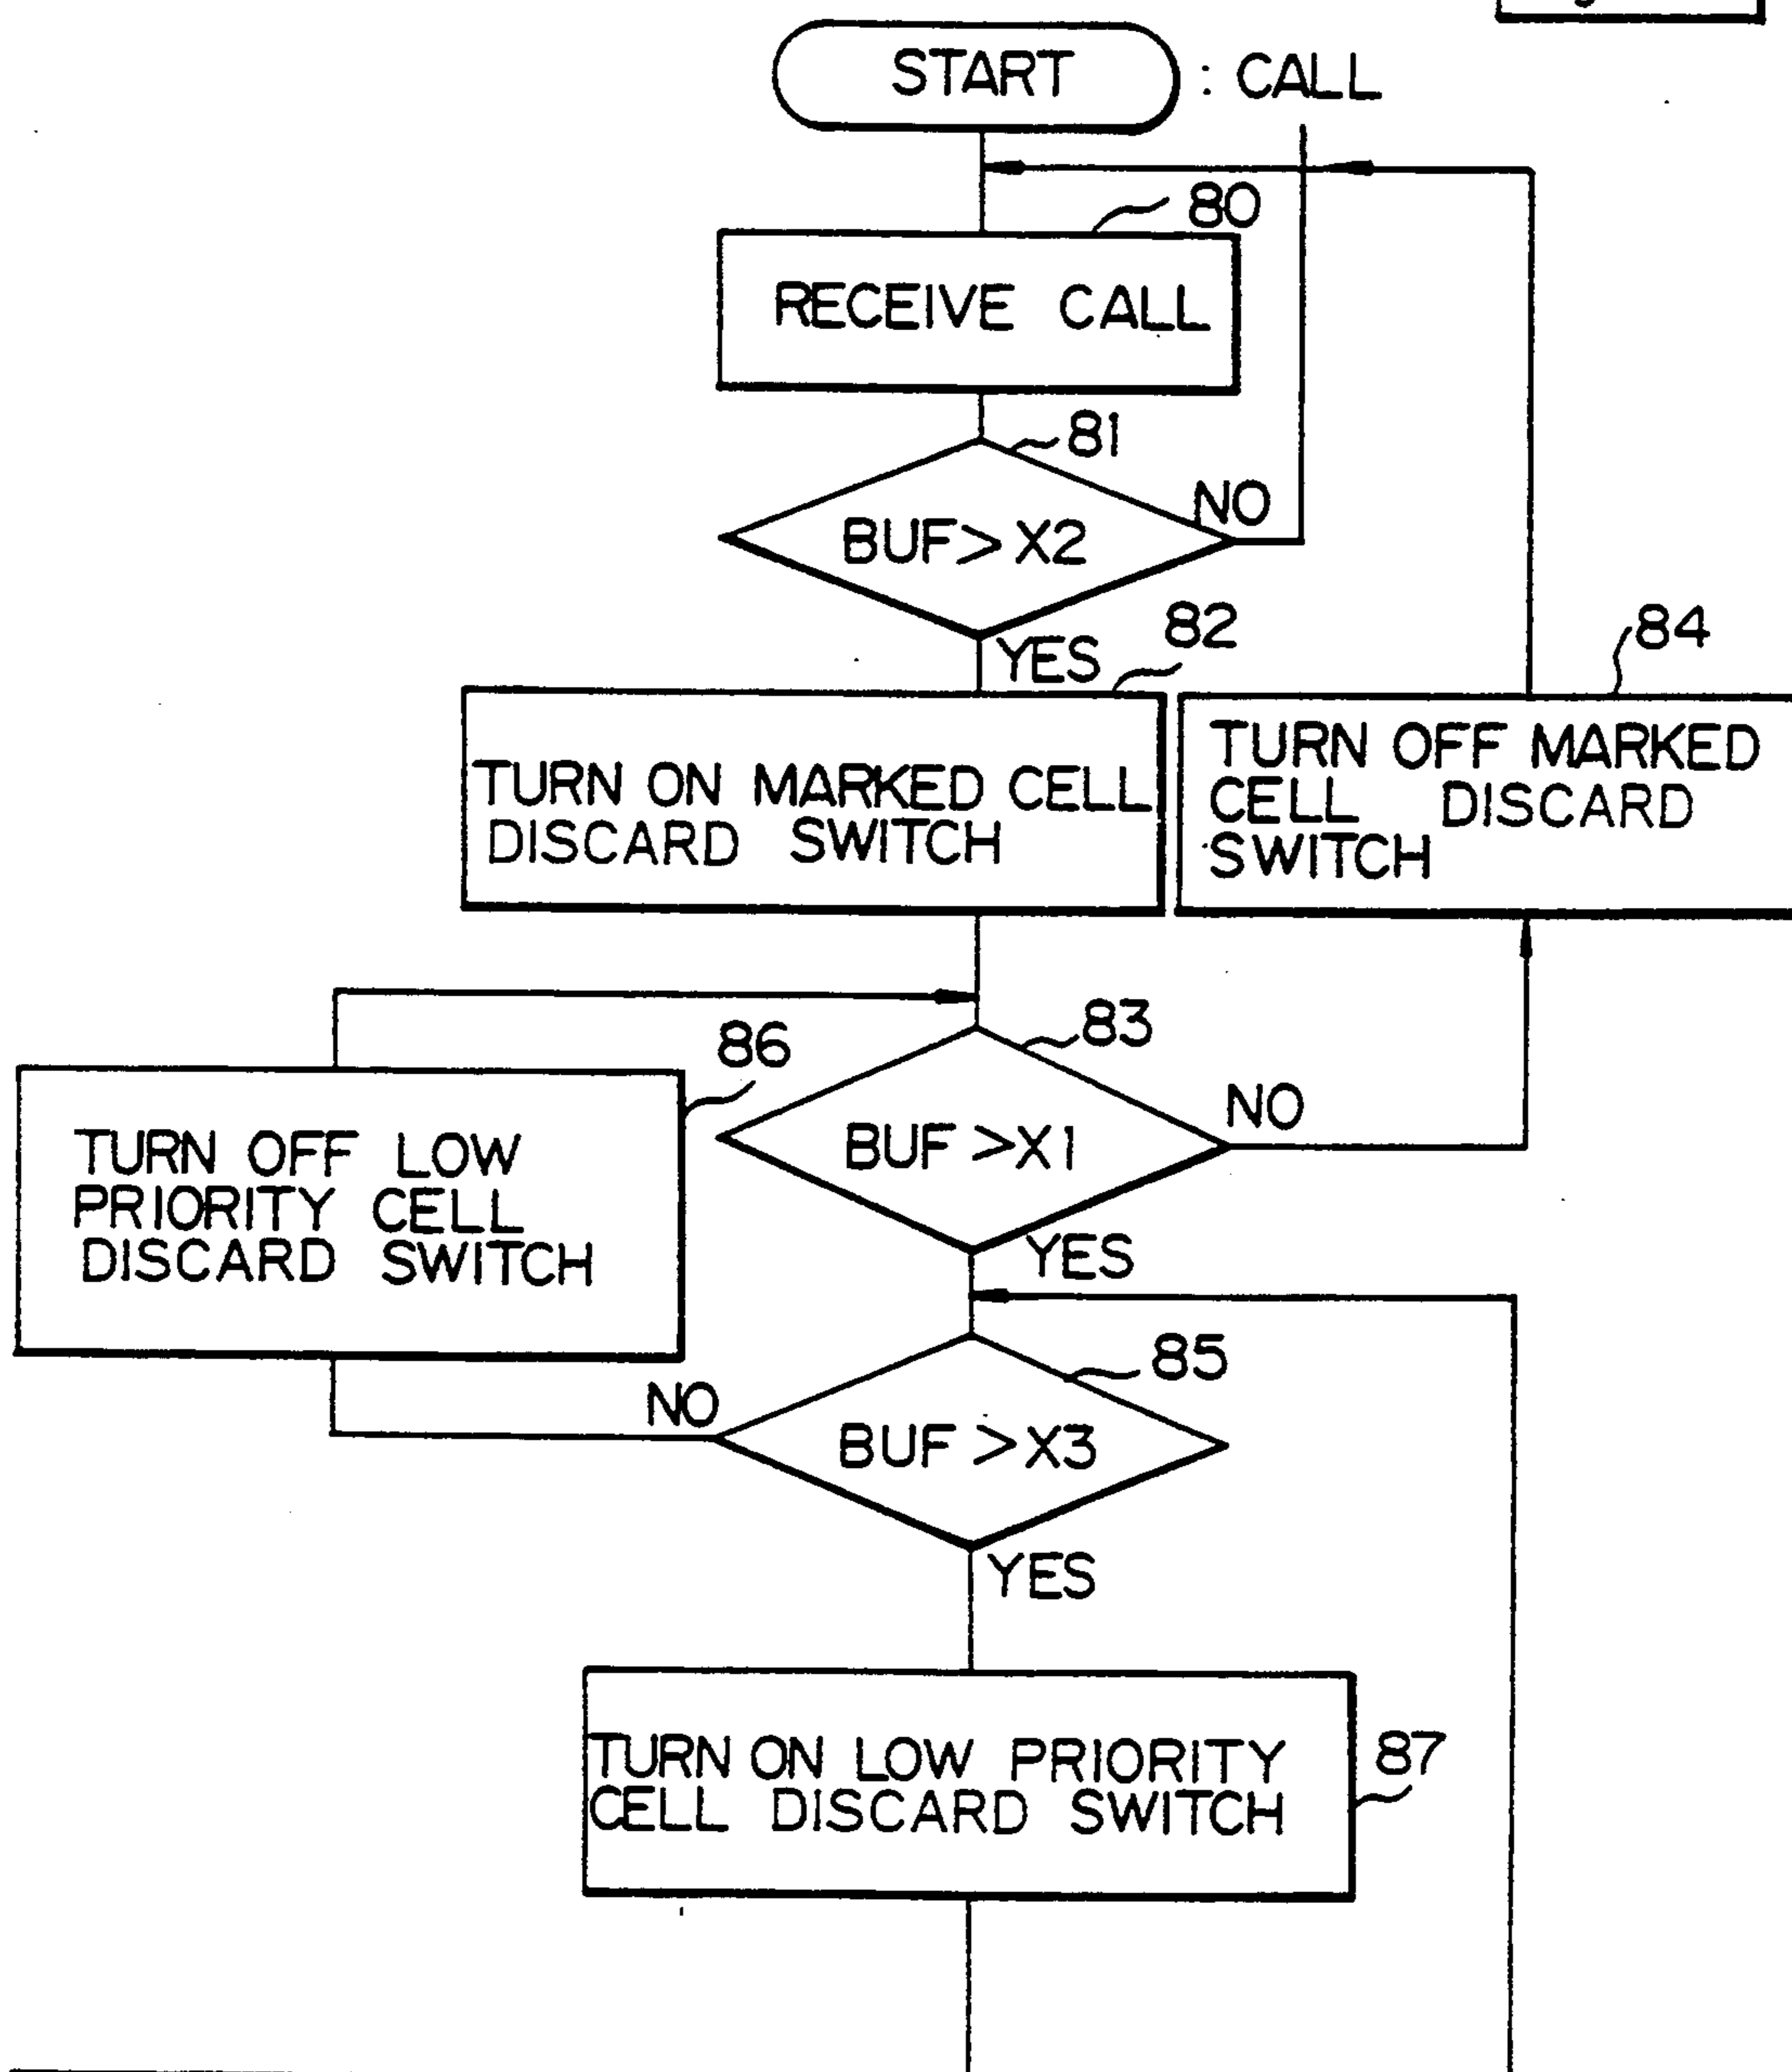 START : CALL
80
RECEIVE CALL
81
BUF > X2
NO
YES
82
84
TURN ON MARKED CELL
DISCARD SWITCH
TURN OFF MARKED
CELL DISCARD
SWITCH
83
86
BUF > X1
NO
TURN OFF LOW
PRIORITY CELL
DISCARD SWITCH
YES
85
NO
BUF > X3
YES
TURN ON LOW PRIORITY
CELL DISCARD SWITCH
87